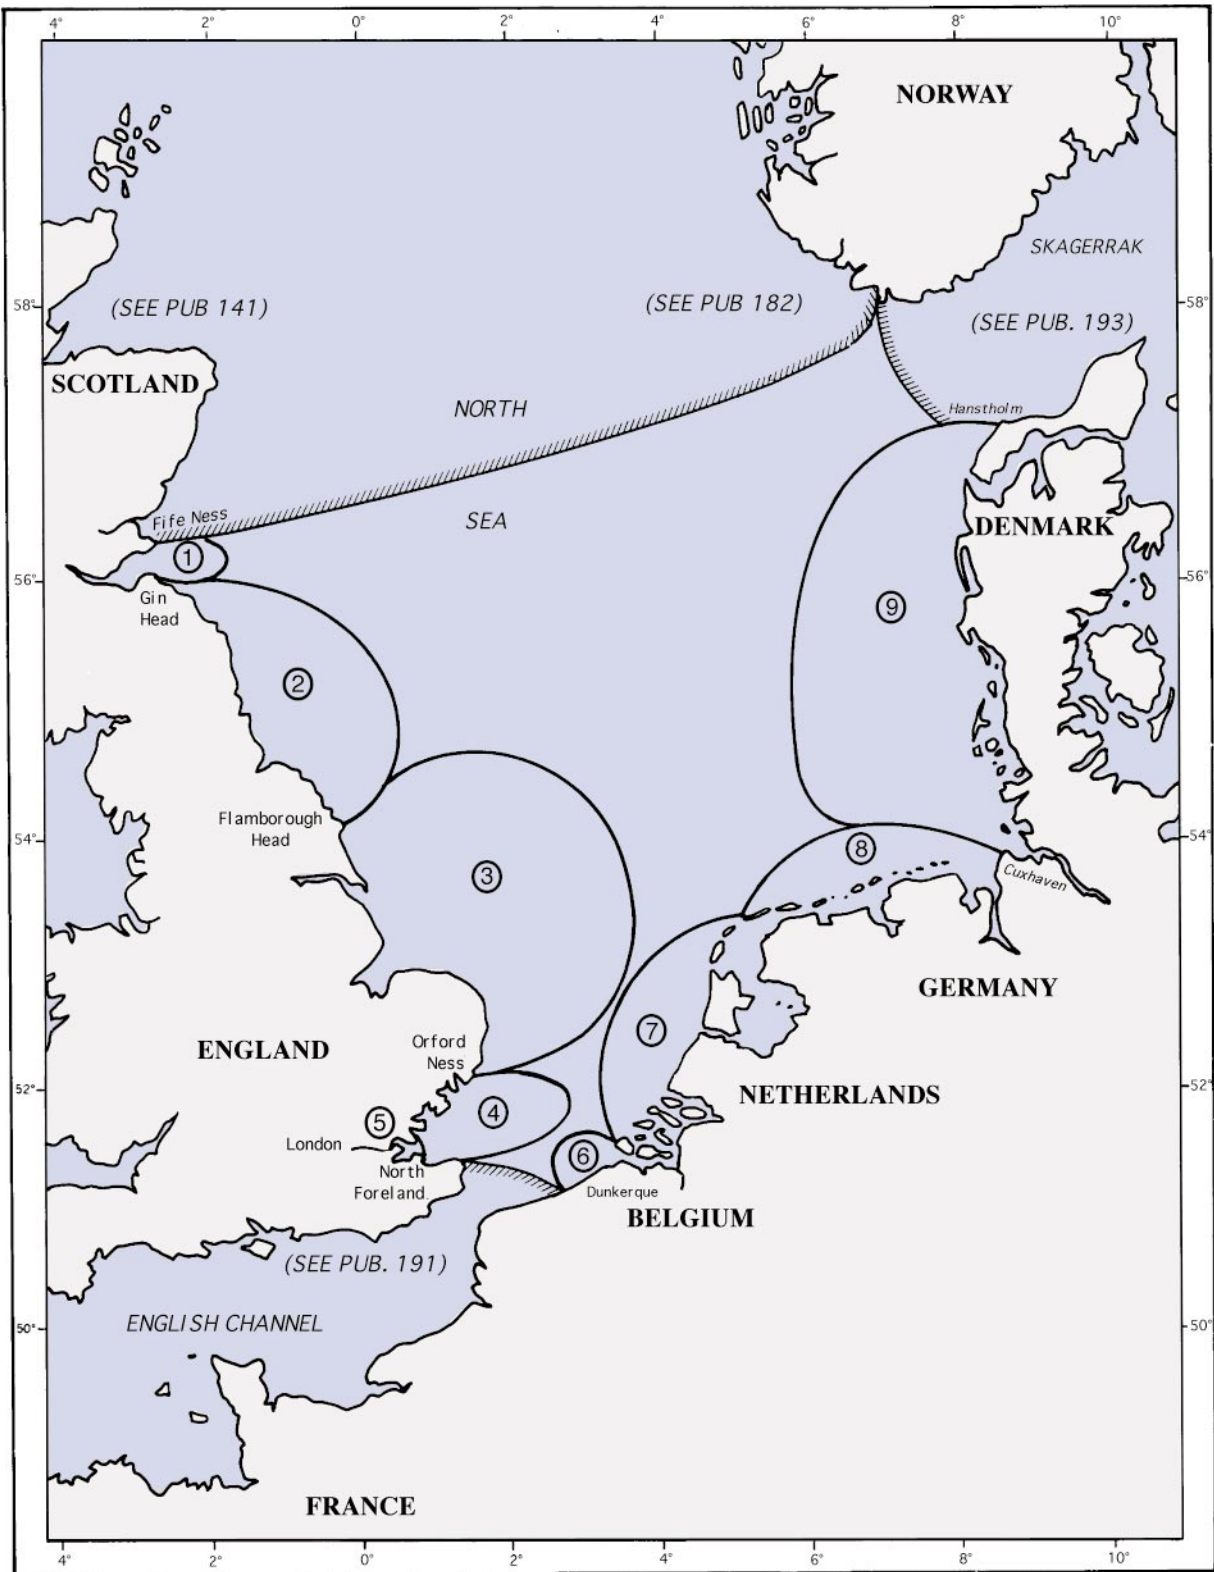 4° 2° 0° 2° 4° 6° 8° 10°
NORWAY
SKAGERRAK
58°
(SEE PUB 141)
(SEE PUB 182)
58°
(SEE PUB. 193)
SCOTLAND
NORTH
Hanstholm
Fife Ness
SEA
DENMARK
1
56°
56°
Gin
Head
9
2
Flamborough
Head
54°
54°
8
3
Cuxhaven
GERMANY
7
Orford
Ness
ENGLAND
52°
52°
NETHERLANDS
4
5
London
6
North
Foreland.
Dunkerque
BELGIUM
(SEE PUB. 191)
ENGLISH CHANNEL
50°
50°
FRANCE
4° 2° 0° 2° 4° 6° 8° 10°